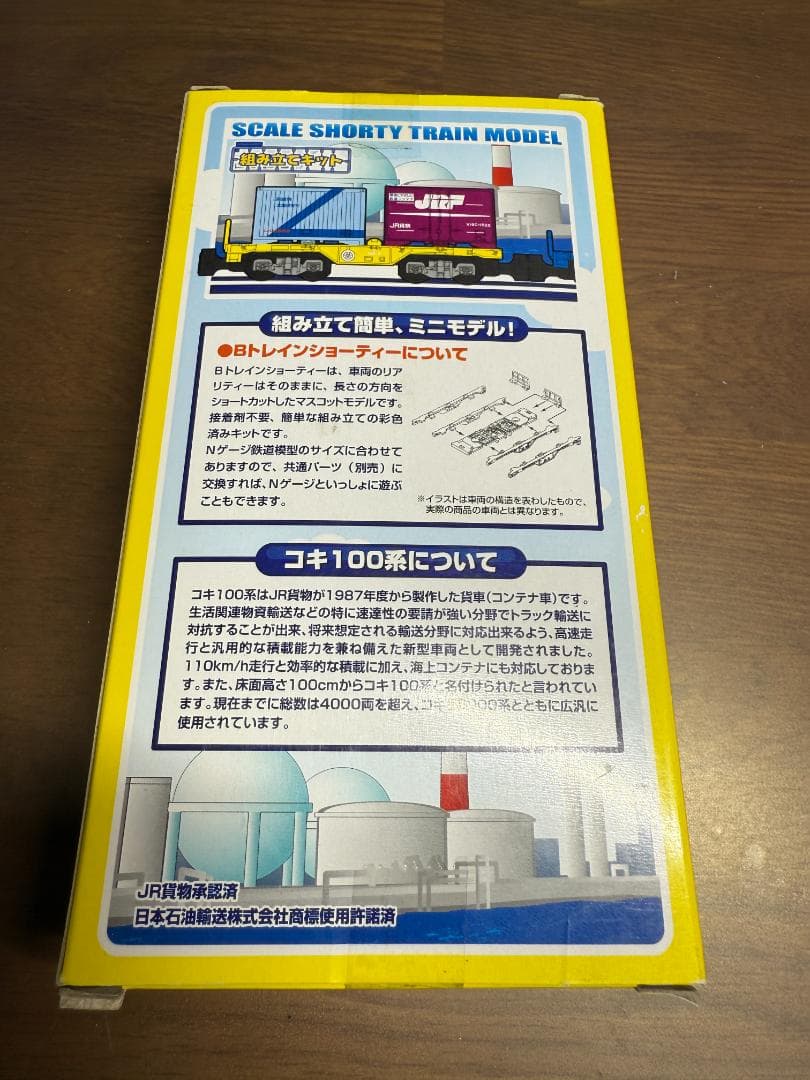 SCALE SHORTY TRAIN MODEL
組み立てキット
JRF
JR貨物
組み立て簡単、ミニモデル!
●Bトレインショーティーについて
Bトレインショーティーは、車両のリア
リティーはそのままに、長さの方向を
ショートカットしたマスコットモデルです。
接着剤不要、簡単な組み立ての彩色
済みキットです。
Nゲージ鉄道模型のサイズに合わせて
ありますので、共通パーツ(別売)に
交換すれば、Nゲージといっしょに遊ぶ
こともできます。
※イラストは車両の構造を表わしたもので、
実際の商品の車両とは異なります。
コキ100系について
コキ100系はJR貨物が1987年度から製作した貨車(コンテナ車)です。
生活関連物資輸送などの特に速達性の要請が強い分野でトラック輸送に
対抗することが出来、将来想定される輸送分野に対応出来るよう、高速走
行と汎用的な積載能力を兼ね備えた新型車両として開発されました。
110km/h走行と効率的な積載に加え、海上コンテナにも対応しておりま
す。また、床面高さ100cmからコキ100系と名付けられたと言われていま
す。現在までに総数は4000両を超え、コキ 000系とともに広汎に
使用されています。
JR貨物承認済
日本石油輸送株式会社商標使用許諾済